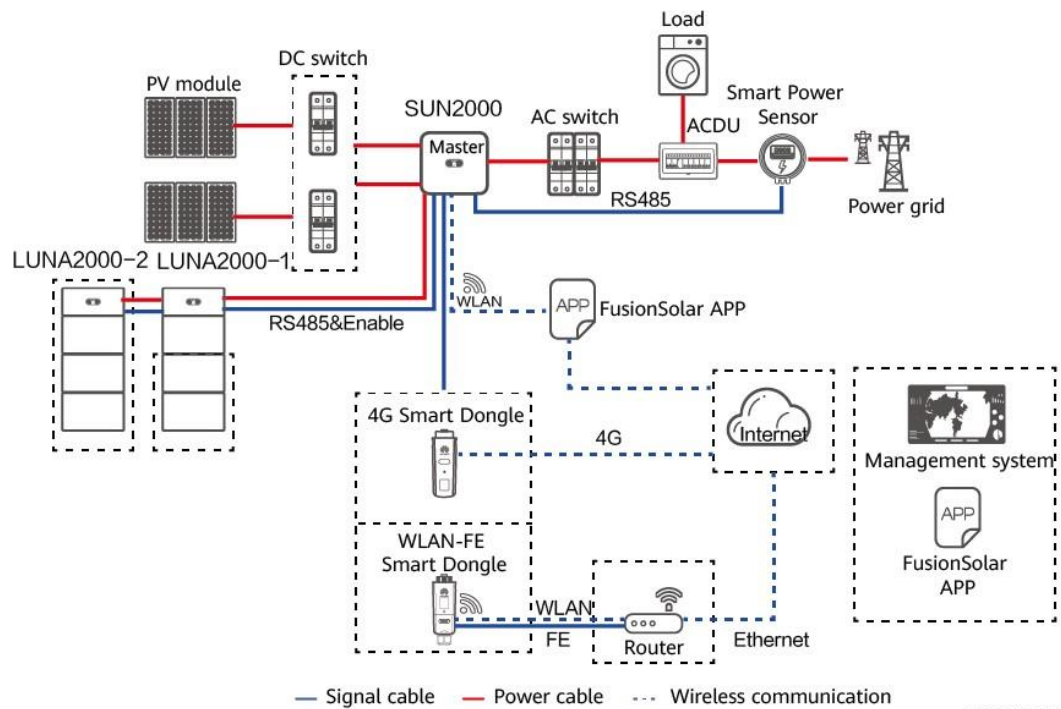 Load
DC switch
PV module
Smart Power
Sensor
SUN2000
AC switch
ACDU
Master
RS485
Power grid
LUNA2000-2
LUNA2000-1
WLAN
APP
FusionSolar APP
RS485&Enable
4G Smart Dongle
4G
Internet
Management system
WLAN-FE
Smart Dongle
APP
FusionSolar
APP
WLAN
FE
Router
Ethernet
Signal cable
Power cable
Wireless communication